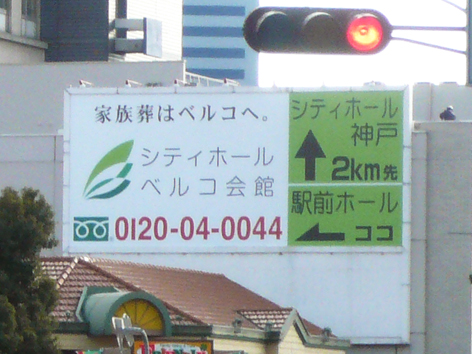 家族葬はベルコへ。
シティホール
ベルコ会館
0120-04-0044
シティホール
神戸
2km先
駅前ホール
ココ